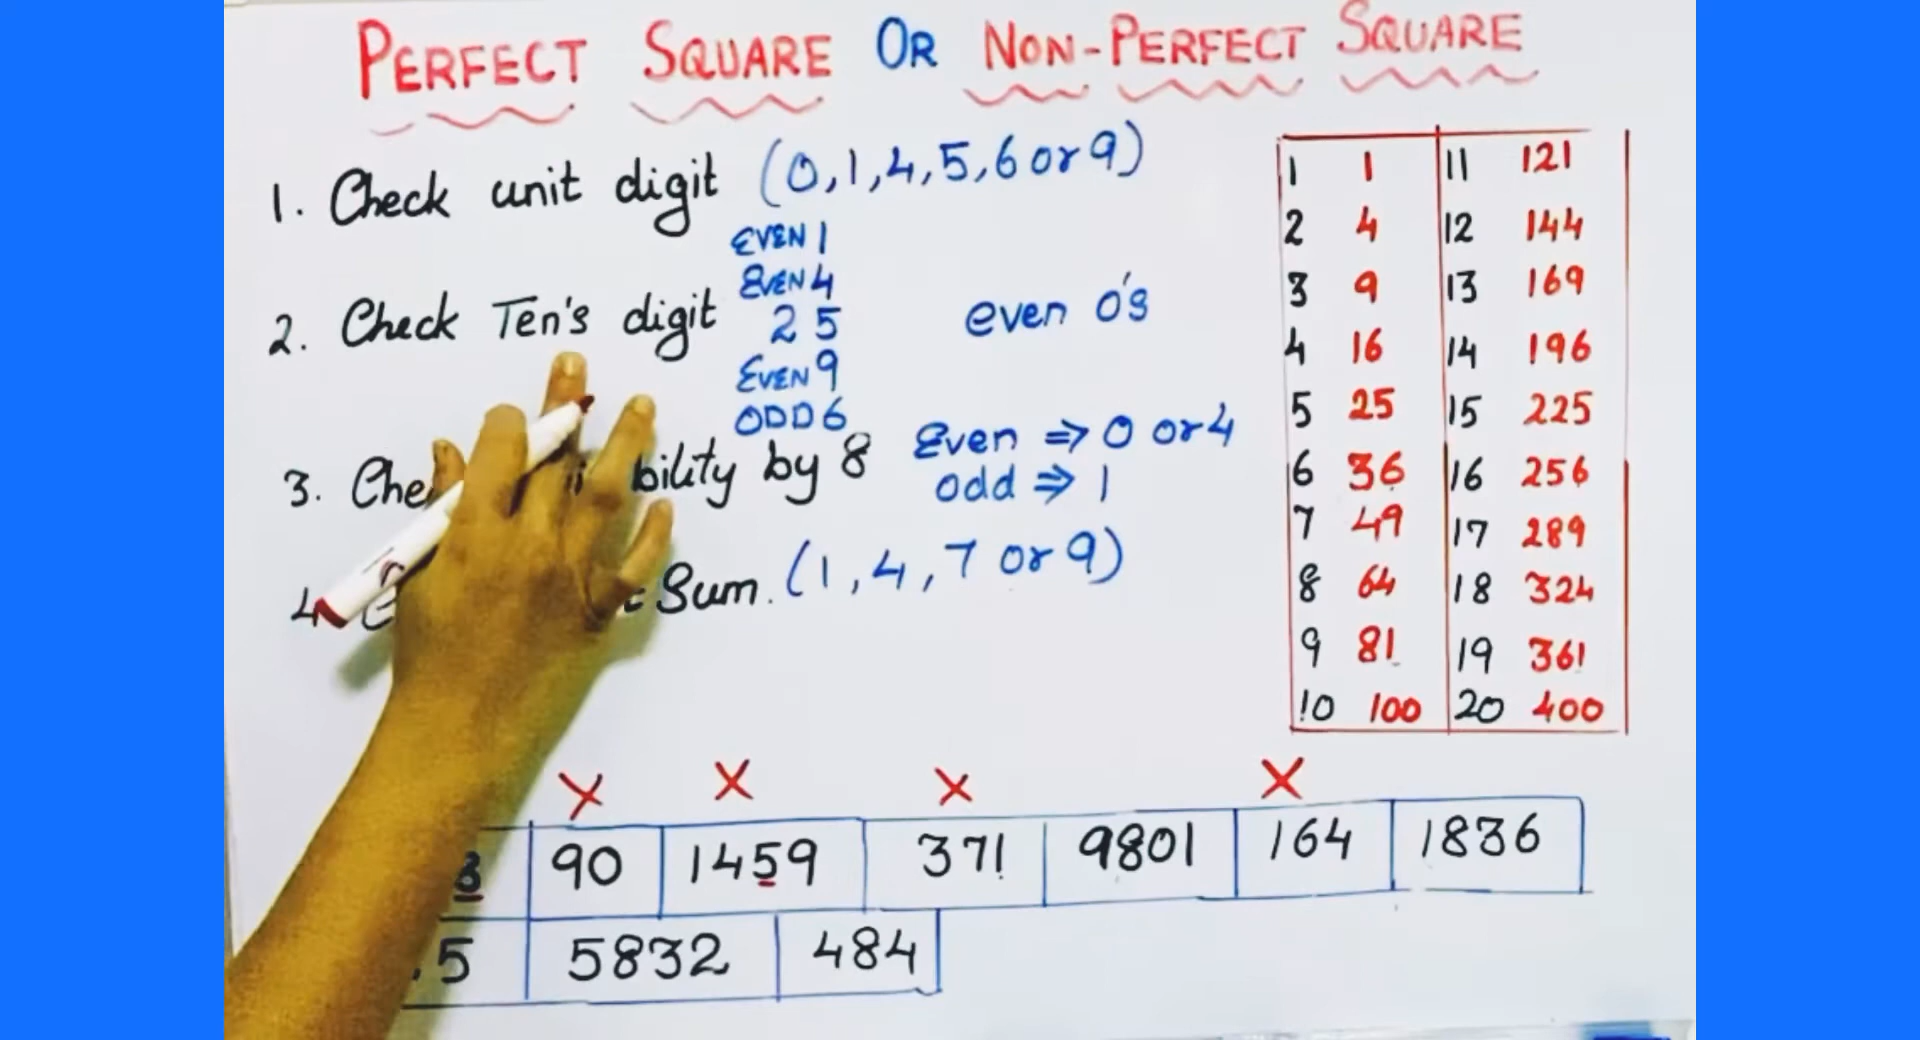 PERFECT SQUARE OR NON-PERFECT SQUARE
1. Check unit digit (0,1,4,5,6 or 9)
EVEN 1
EVEN 4
2. Check Ten's digit 2 5 even 0's
EVEN 9
ODD 6
3. bility by 8 Even ⇒ 0 or 4
odd ⇒ 1
4. Sum. (1, 4, 7 or 9)
1 1 11 121
2 4 12 144
3 9 13 169
4 16 14 196
5 25 15 225
6 36 16 256
7 49 17 289
8 64 18 324
9 81 19 361
10 100 20 400
X X X X
3 90 1459 371 9801 164 1836
5 5832 484